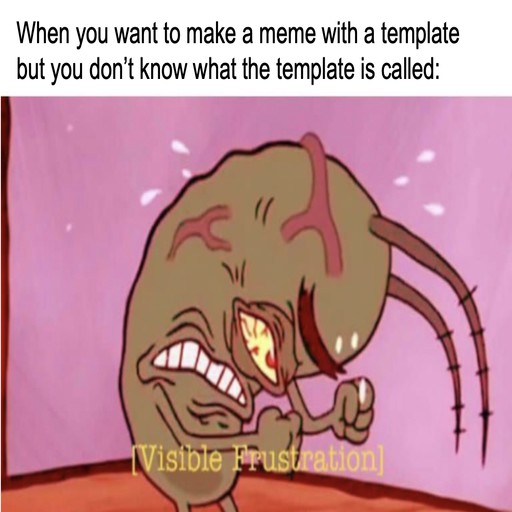 When you want to make a meme with a template
but you don’t know what the template is called:
[Visible Frustration]